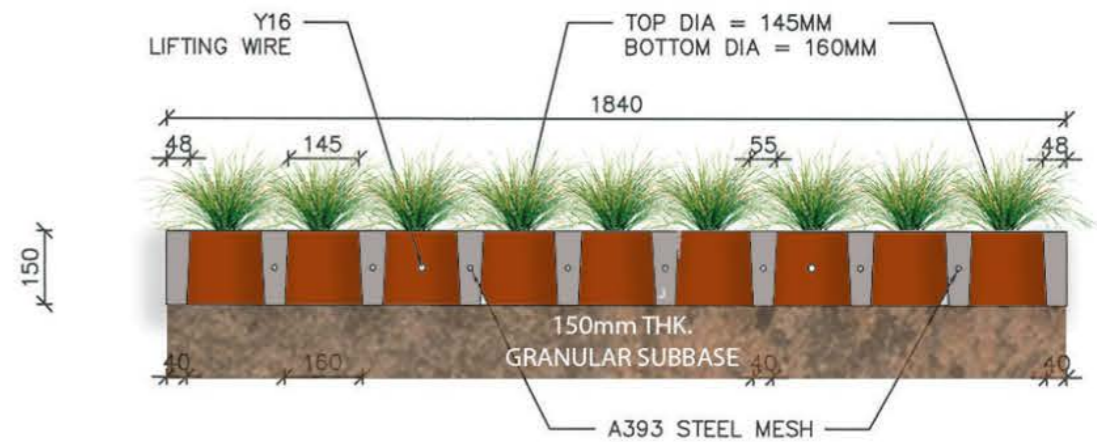 Y16
LIFTING WIRE
TOP DIA = 145MM
BOTTOM DIA = 160MM
1840
48
145
55
48
150
150mm THK.
GRANULAR SUBBASE
40
160
40
40
A393 STEEL MESH